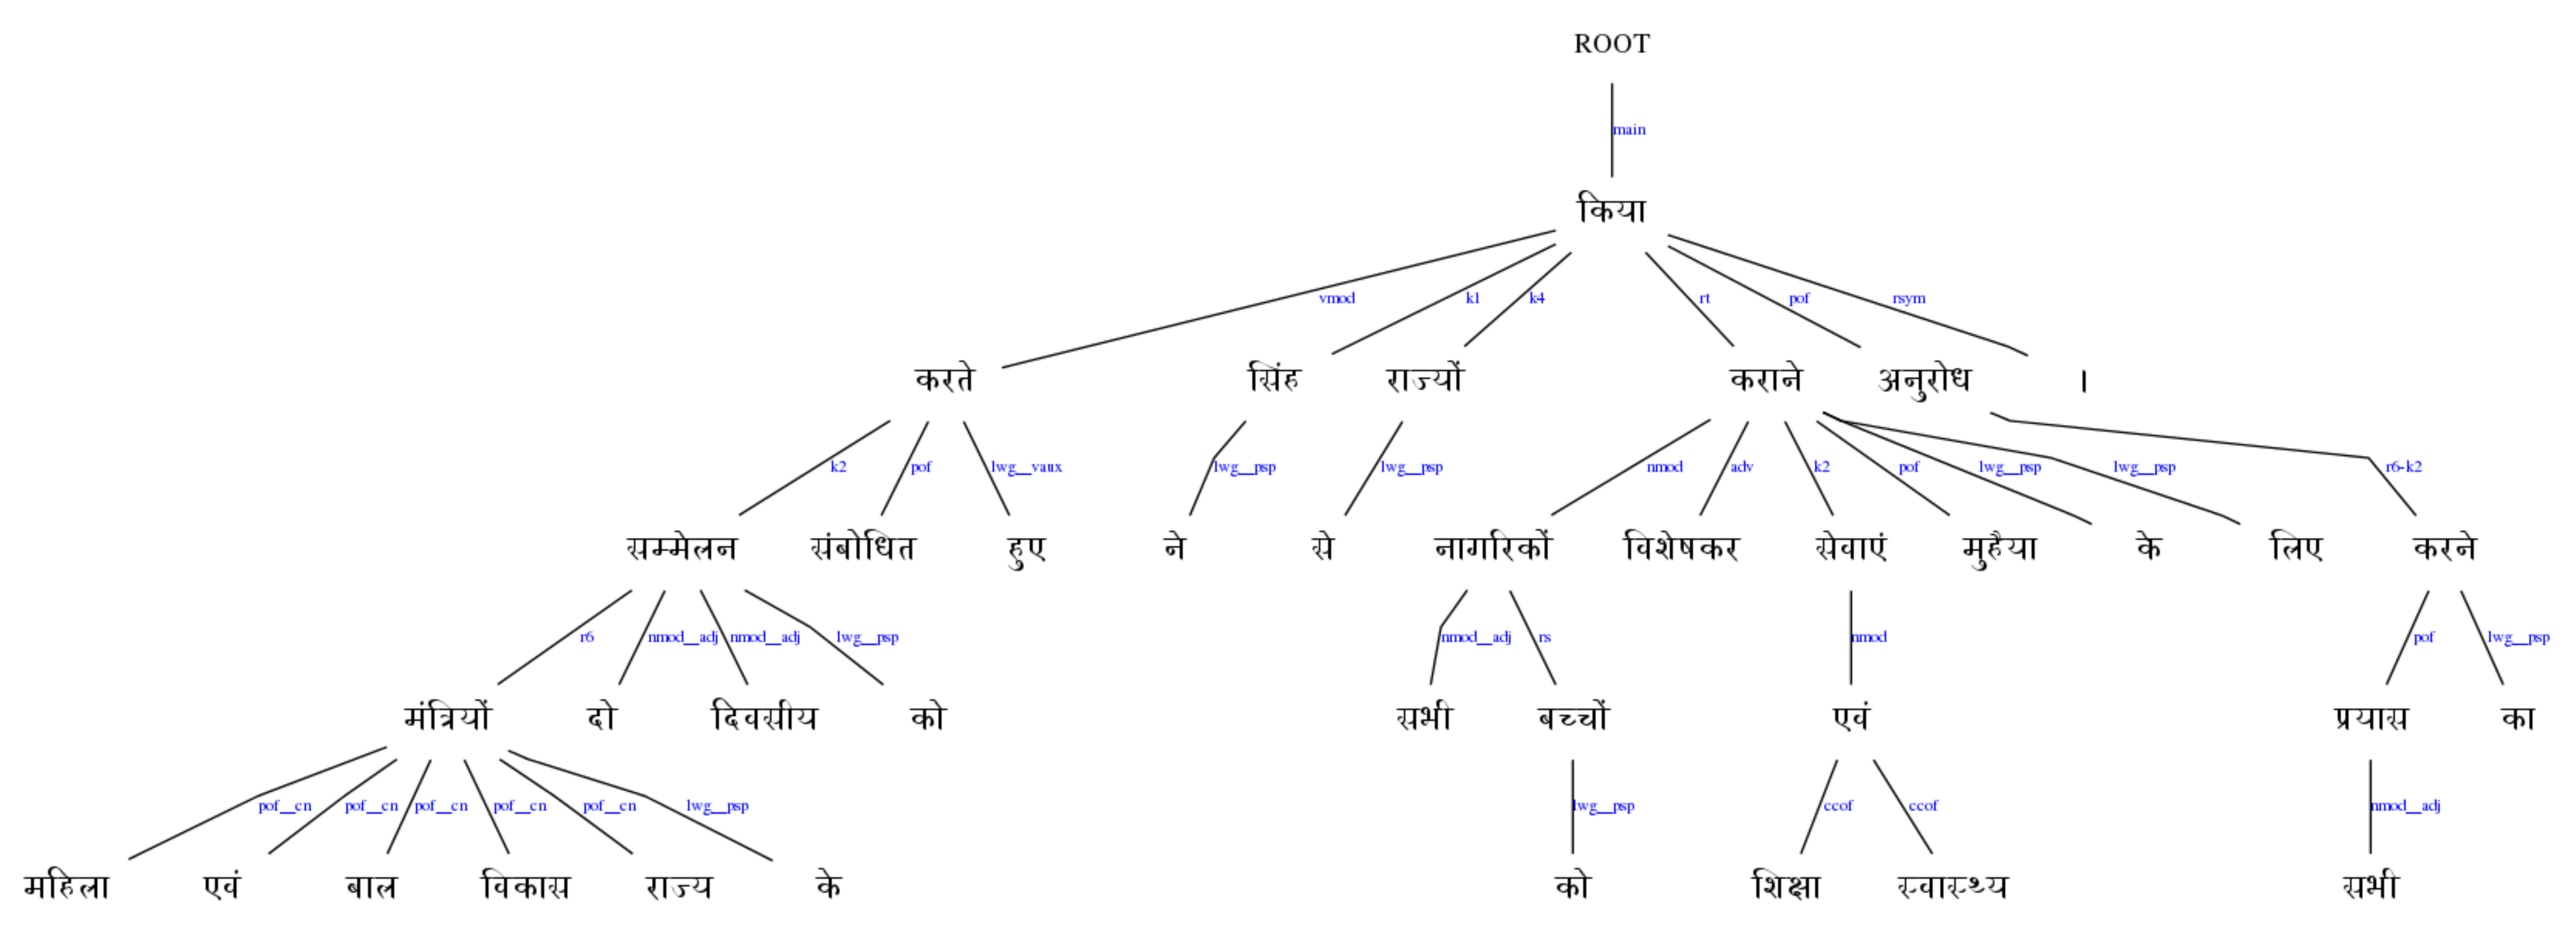 ROOT
main
किया
vmod k1 k4 rt pof rsym
करते सिंह राज्यों कराने अनुरोध ।
k2 pof lwg__vaux lwg__psp lwg__psp nmod adv k2 pof lwg__psp lwg__psp r6-k2
सम्मेलन संबोधित हुए ने से नागरिकों विशेषकर सेवाएं मुहैया के लिए करने
r6 nmod__adj nmod__adj lwg__psp nmod__adj rs nmod pof lwg__psp
मंत्रियों दो दिवसीय को सभी बच्चों एवं प्रयास का
pof__cn pof__cn pof__cn pof__cn pof__cn lwg__psp lwg__psp ccof ccof nmod__adj
महिला एवं बाल विकास राज्य के को शिक्षा स्वास्थ्य सभी